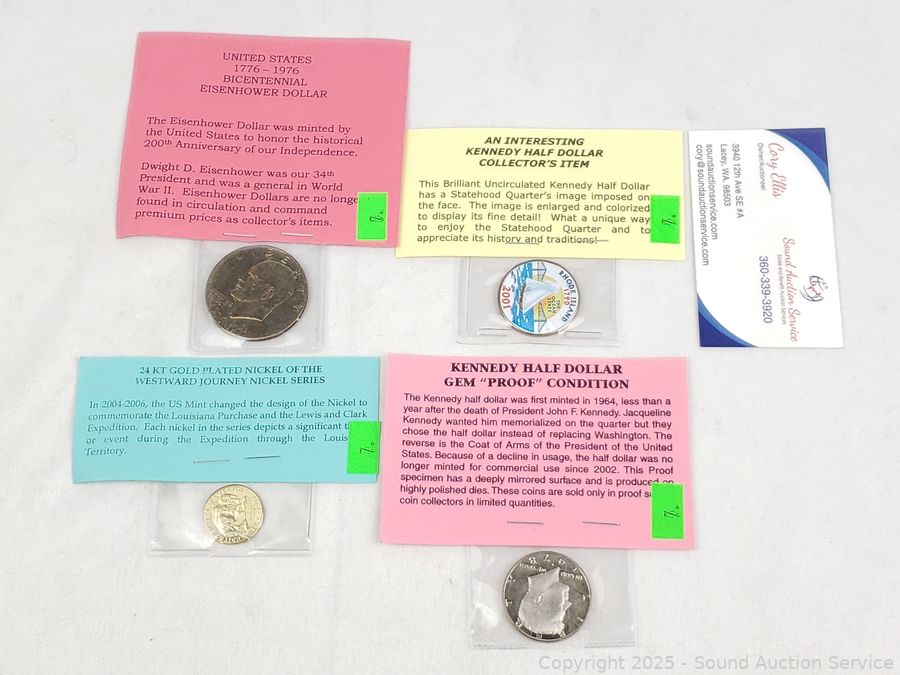 UNITED STATES
1776 – 1976
BICENTENNIAL
EISENHOWER DOLLAR
The Eisenhower Dollar was minted by
the United States to honor the historical
200th Anniversary of our Independence.
Dwight D. Eisenhower was our 34th
President and was a general in World
War II. Eisenhower Dollars are no longe
found in circulation and command
premium prices as collector's items.
AN INTERESTING
KENNEDY HALF DOLLAR
COLLECTOR'S ITEM
This Brilliant Uncirculated Kennedy Half Dollar
has a Statehood Quarter's image imposed on
the face. The image is enlarged and colorized
to display its fine detail! What a unique way
to enjoy the Statehood Quarter and to
appreciate its history and traditions!
RHODE ISLAND
1790
THE
OCEAN
STATE
2001
Cory Ellis
Owner/Auctioneer
3940 12th Ave SE #A
Lacey, WA. 98503
soundauctionservice.com
cory@soundauctionservice.com
Sound Auction Service
Estate and Benefit Auction Services
360-339-3920
24 KT GOLD PLATED NICKEL OF THE
WESTWARD JOURNEY NICKEL SERIES
In 2004-2006, the US Mint changed the design of the Nickel to
commemorate the Louisiana Purchase and the Lewis and Clark
Expedition. Each nickel in the series depicts a significant
or event during the Expedition through the Louis
Territory.
KENNEDY HALF DOLLAR
GEM "PROOF" CONDITION
The Kennedy half dollar was first minted in 1964, less than a
year after the death of President John F. Kennedy. Jacqueline
Kennedy wanted him memorialized on the quarter but they
chose the half dollar instead of replacing Washington. The
reverse is the Coat of Arms of the President of the United
States. Because of a decline in usage, the half dollar was no
longer minted for commercial use since 2002. This Proof
specimen has a deeply mirrored surface and is produced on
highly polished dies. These coins are sold only in proof se
coin collectors in limited quantities.
Copyright 2025 - Sound Auction Service